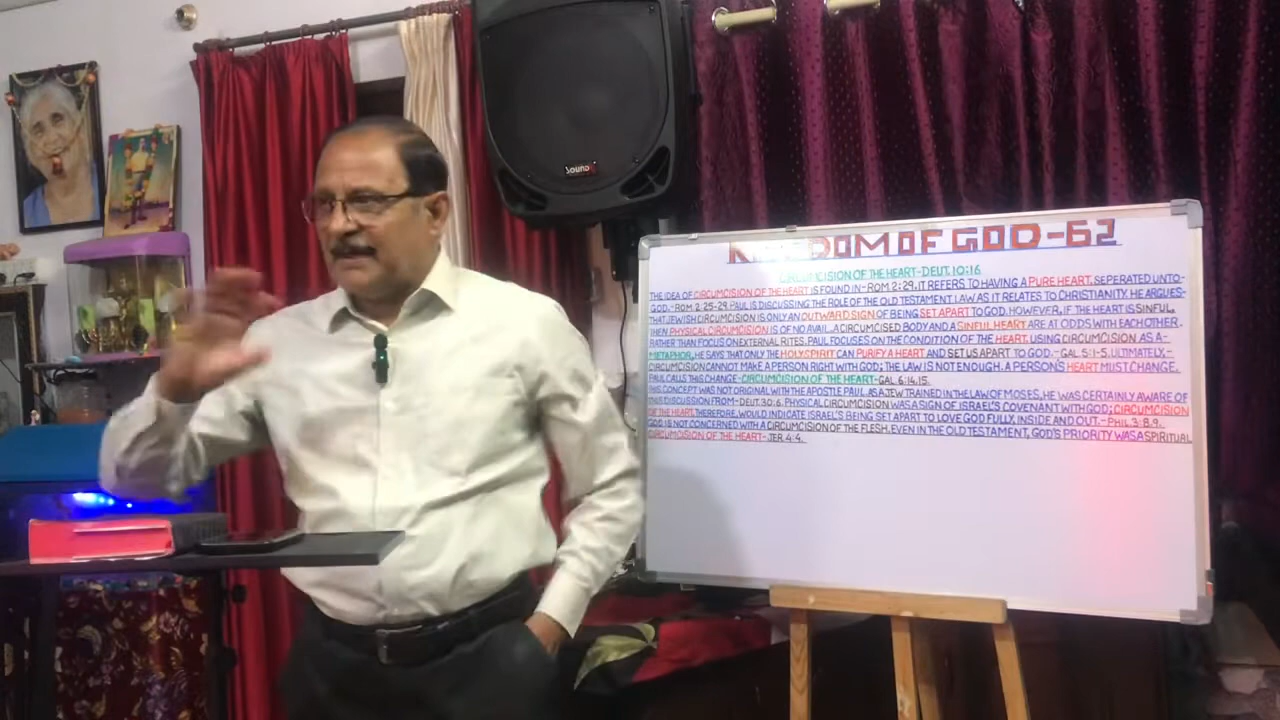 KINGDOM OF GOD-62
CIRCUMCISION OF THE HEART-DEUT. 10:16
THE IDEA OF CIRCUMCISION OF THE HEART IS FOUND IN-ROM 2:29. IT REFERS TO HAVING A PURE HEART, SEPERATED UNTO-
GOD.-ROM 2:25-29. PAUL IS DISCUSSING THE ROLE OF THE OLD TESTAMENT LAW AS IT RELATES TO CHRISTIANITY. HE ARGUES-
THAT JEWISH CIRCUMCISION IS ONLY AN OUTWARD SIGN OF BEING SET APART TO GOD. HOWEVER, IF THE HEART IS SINFUL,
THEN PHYSICAL CIRCUMCISION IS OF NO AVAIL. A CIRCUMCISED BODY AND A SINFUL HEART ARE AT ODDS WITH EACH OTHER.
RATHER THAN FOCUS ON EXTERNAL RITES, PAUL FOCUSES ON THE CONDITION OF THE HEART. USING CIRCUMCISION AS A-
METAPHOR, HE SAYS THAT ONLY THE HOLY SPIRIT CAN PURIFY A HEART AND SET US APART TO GOD.-GAL 5:1-5. ULTIMATELY,-
CIRCUMCISION CANNOT MAKE A PERSON RIGHT WITH GOD; THE LAW IS NOT ENOUGH. A PERSON'S HEART MUST CHANGE.
PAUL CALLS THIS CHANGE-CIRCUMCISION OF THE HEART-GAL. 6:14,15.
THIS CONCEPT WAS NOT ORIGINAL WITH THE APOSTLE PAUL. AS A JEW TRAINED IN THE LAW OF MOSES, HE WAS CERTAINLY AWARE OF
THIS DISCUSSION FROM-DEUT.30:6. PHYSICAL CIRCUMCISION WAS A SIGN OF ISRAEL'S COVENANT WITH GOD; CIRCUMCISION
OF THE HEART, THEREFORE, WOULD INDICATE ISRAEL'S BEING SET APART TO LOVE GOD FULLY, INSIDE AND OUT.-PHIL 3:8,9.
GOD IS NOT CONCERNED WITH A CIRCUMCISION OF THE FLESH. EVEN IN THE OLD TESTAMENT, GOD'S PRIORITY WAS A SPIRITUAL
CIRCUMCISION OF THE HEART-JER. 4:4.